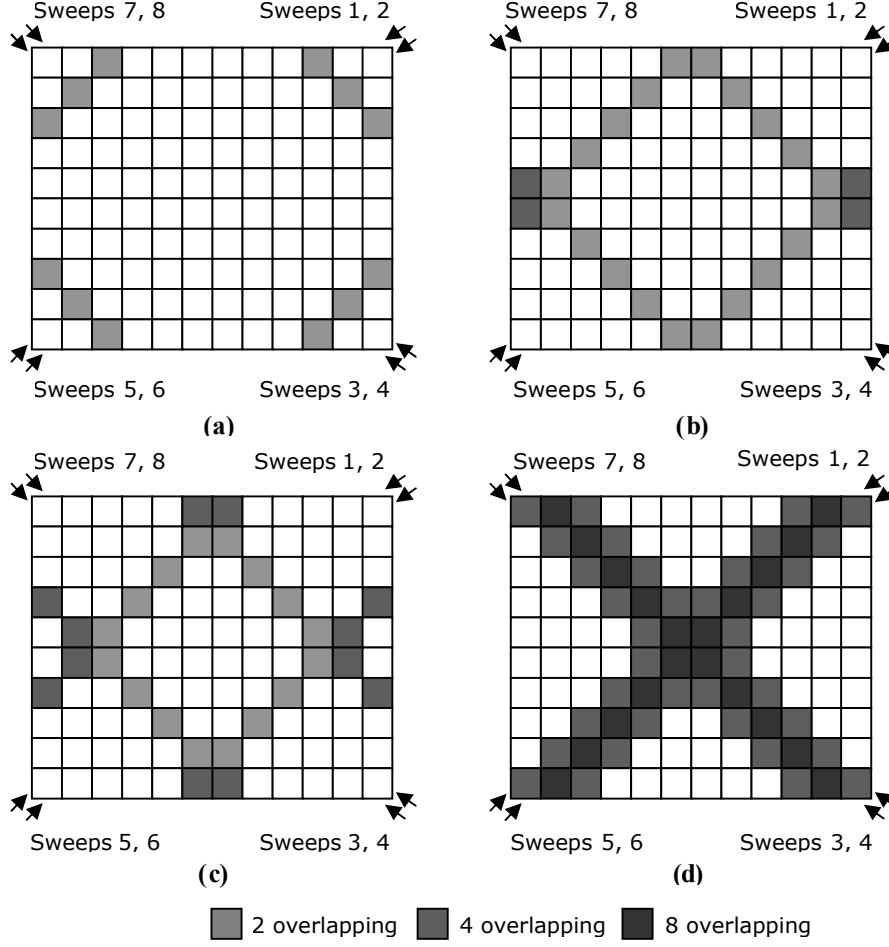 Sweeps 7, 8 Sweeps 1, 2 Sweeps 7, 8 Sweeps 1, 2
Sweeps 5, 6 Sweeps 3, 4 Sweeps 5, 6 Sweeps 3, 4
(a) (b)
Sweeps 7, 8 Sweeps 1, 2 Sweeps 7, 8 Sweeps 1, 2
Sweeps 5, 6 Sweeps 3, 4 Sweeps 5, 6 Sweeps 3, 4
(c) (d)
2 overlapping 4 overlapping 8 overlapping